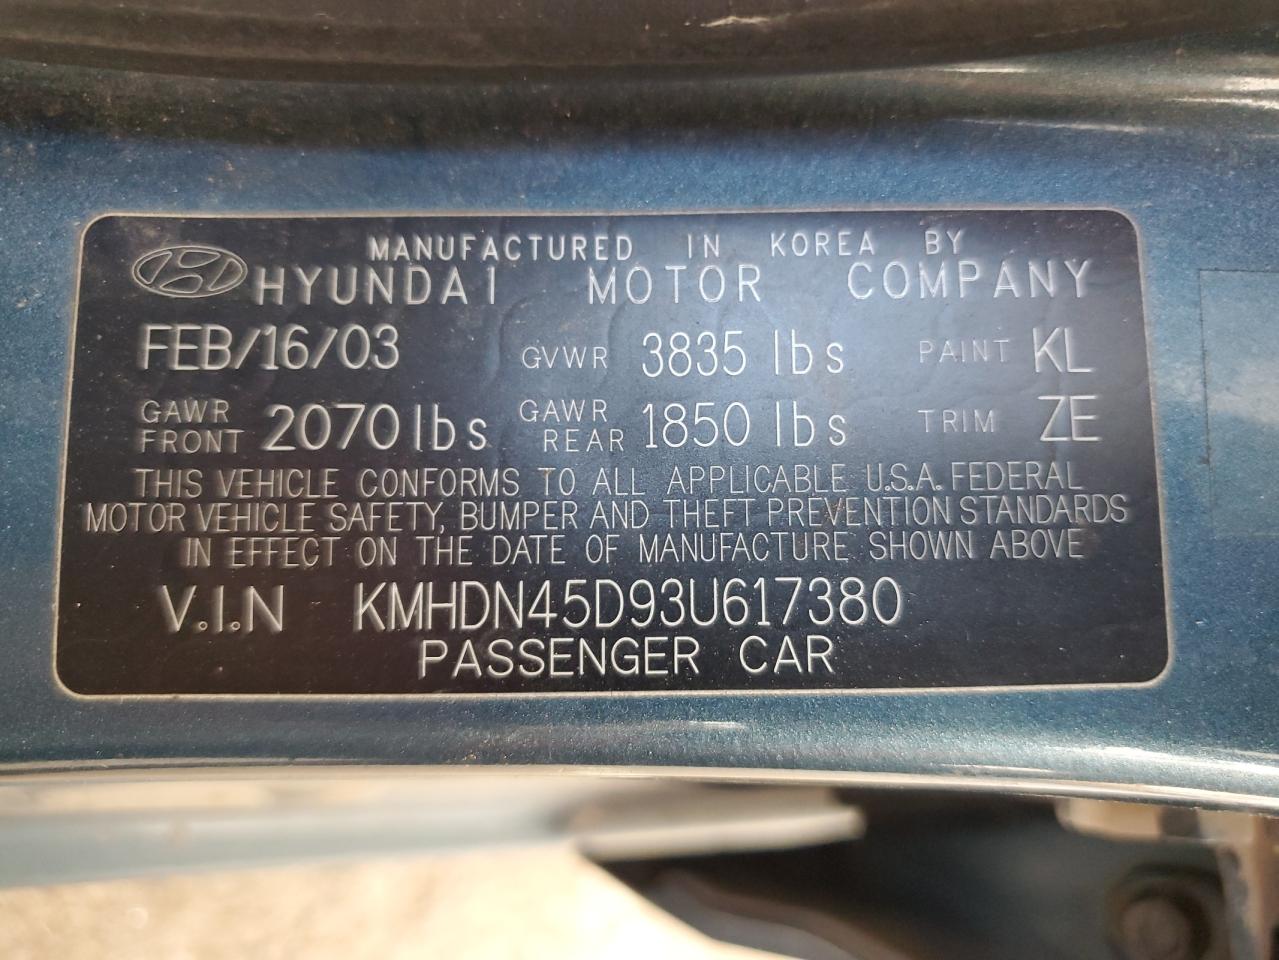 MANUFACTURED IN KOREA BY
HYUNDAI MOTOR COMPANY
FEB/16/03 GVWR 3835 lbs PAINT KL
GAWR FRONT 2070 lbs GAWR REAR 1850 lbs TRIM ZE
THIS VEHICLE CONFORMS TO ALL APPLICABLE U.S.A. FEDERAL
MOTOR VEHICLE SAFETY, BUMPER AND THEFT PREVENTION STANDARDS
IN EFFECT ON THE DATE OF MANUFACTURE SHOWN ABOVE
V.I.N KMHDN45D93U617380
PASSENGER CAR